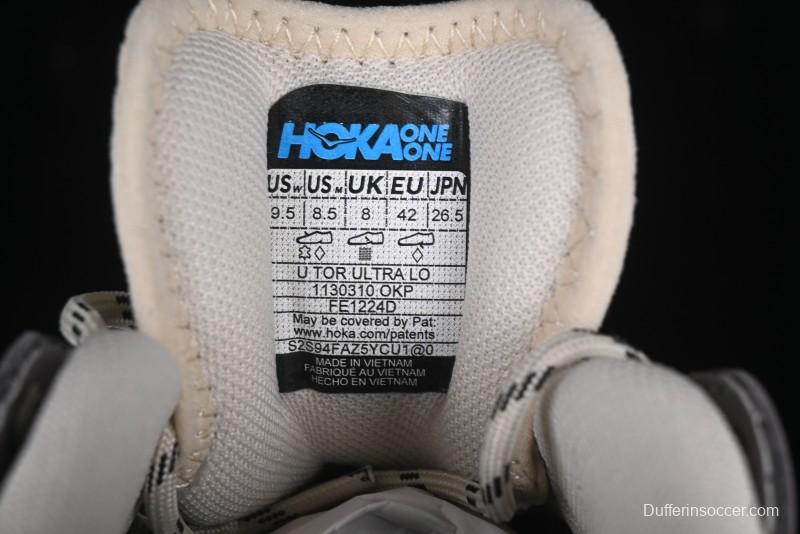 HOKA ONE ONE
USw USM UK EU JPN
9.5 8.5 8 42 26.5
U TOR ULTRA LO
1130310 OKP
FE1224D
May be covered by Pat:
www.hoka.com/patents
S2S94FAZ5YCU1@0
MADE IN VIETNAM
FABRIQUÉ AU VIETNAM
HECHO EN VIETNAM
Dufferinsoccer.com/